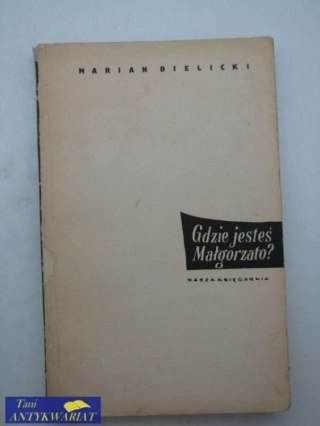 MARIAN BIELICKI
Gdzie jesteś
Małgorzato?
NASZA KSIĘGARNIA
Tani
ANTYKWARIAT